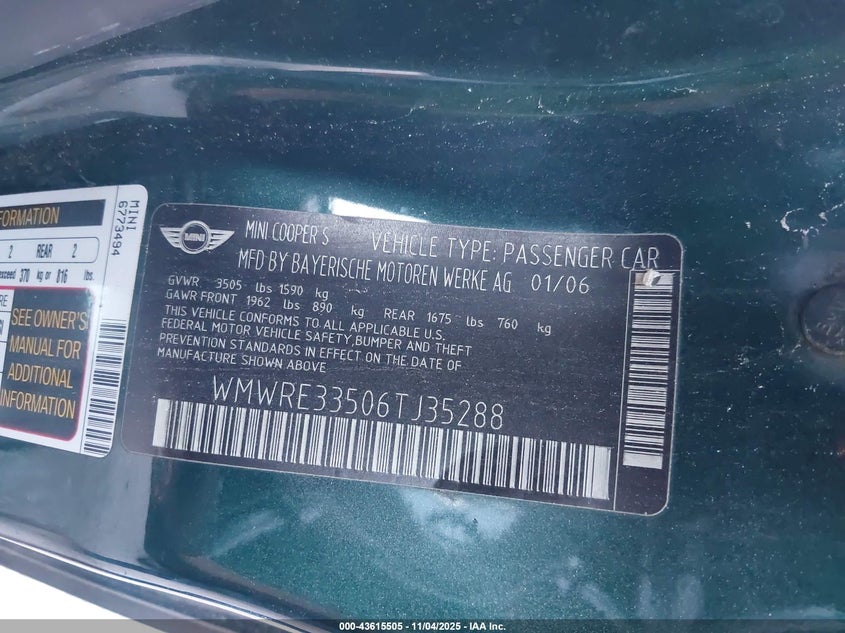 MINI
6773494
FORMATION
2 REAR 2
exceed 370 kg or 816 lbs.
SEE OWNER'S
MANUAL FOR
ADDITIONAL
INFORMATION
MINI
MINI COOPER S VEHICLE TYPE: PASSENGER CAR
MFD BY BAYERISCHE MOTOREN WERKE AG 01/06
GVWR 3505 lbs 1590 kg
GAWR FRONT 1962 lbs 890 kg REAR 1675 lbs 760 kg
THIS VEHICLE CONFORMS TO ALL APPLICABLE U.S.
FEDERAL MOTOR VEHICLE SAFETY,BUMPER AND THEFT
PREVENTION STANDARDS IN EFFECT ON THE DATE OF
MANUFACTURE SHOWN ABOVE
WMWRE33506TJ35288
000-43615505 - 11/04/2025 - IAA Inc.